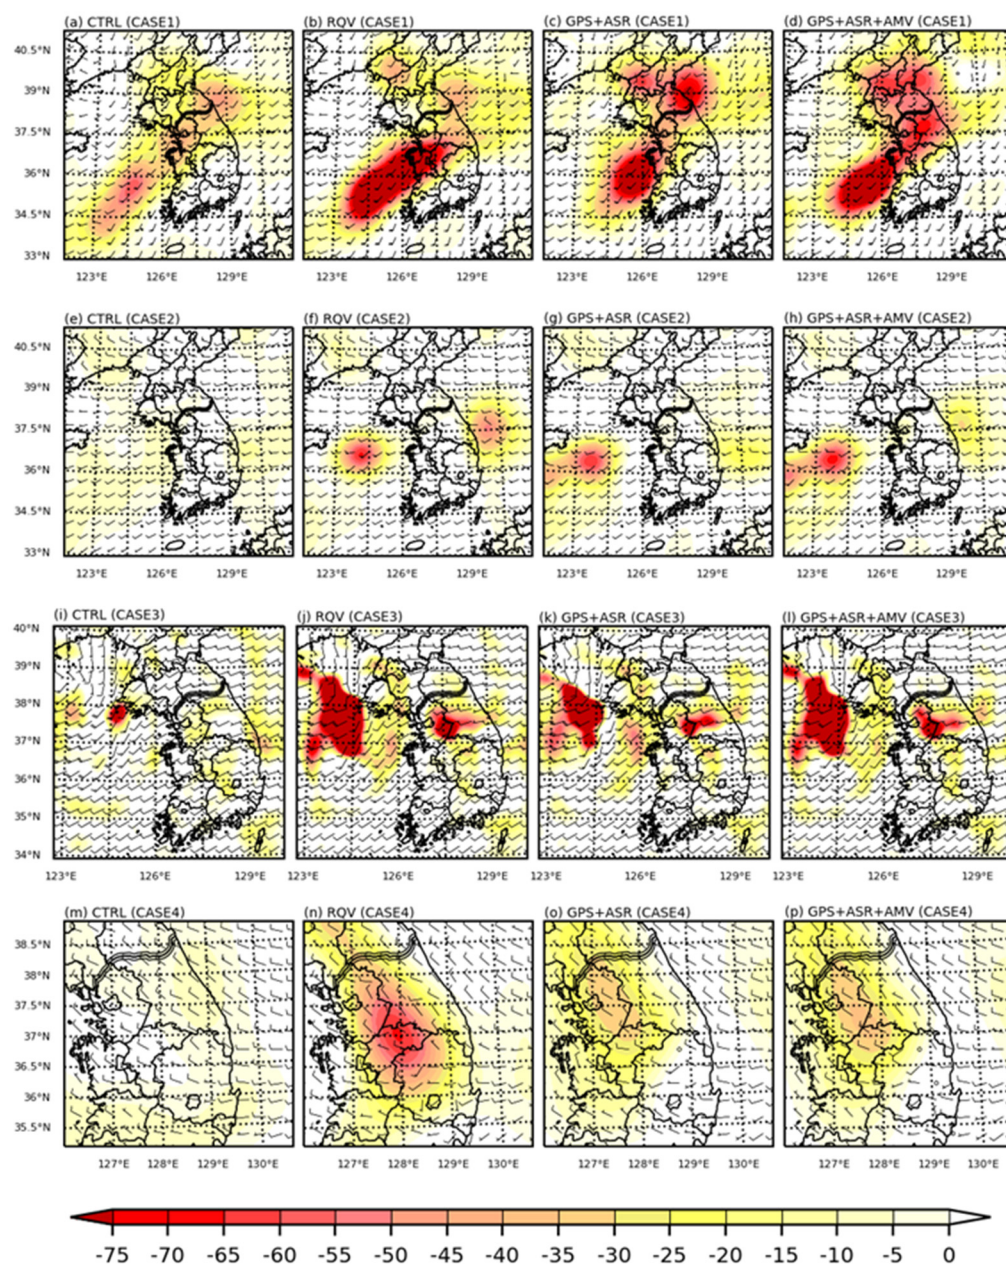 (a) CTRL (CASE1) (b) RQV (CASE1) (c) GPS+ASR (CASE1) (d) GPS+ASR+AMV (CASE1)
40.5°N
39°N
37.5°N
36°N
34.5°N
33°N
123°E 126°E 129°E 123°E 126°E 129°E 123°E 126°E 129°E 123°E 126°E 129°E
(e) CTRL (CASE2) (f) RQV (CASE2) (g) GPS+ASR (CASE2) (h) GPS+ASR+AMV (CASE2)
40.5°N
39°N
37.5°N
36°N
34.5°N
33°N
123°E 126°E 129°E 123°E 126°E 129°E 123°E 126°E 129°E 123°E 126°E 129°E
(i) CTRL (CASE3) (j) RQV (CASE3) (k) GPS+ASR (CASE3) (l) GPS+ASR+AMV (CASE3)
40°N
39°N
38°N
37°N
36°N
35°N
34°N
123°E 126°E 129°E 123°E 126°E 129°E 123°E 126°E 129°E 123°E 126°E 129°E
(m) CTRL (CASE4) (n) RQV (CASE4) (o) GPS+ASR (CASE4) (p) GPS+ASR+AMV (CASE4)
38.5°N
38°N
37.5°N
37°N
36.5°N
36°N
35.5°N
127°E 128°E 129°E 130°E 127°E 128°E 129°E 130°E 127°E 128°E 129°E 130°E 127°E 128°E 129°E 130°E
-75 -70 -65 -60 -55 -50 -45 -40 -35 -30 -25 -20 -15 -10 -5 0